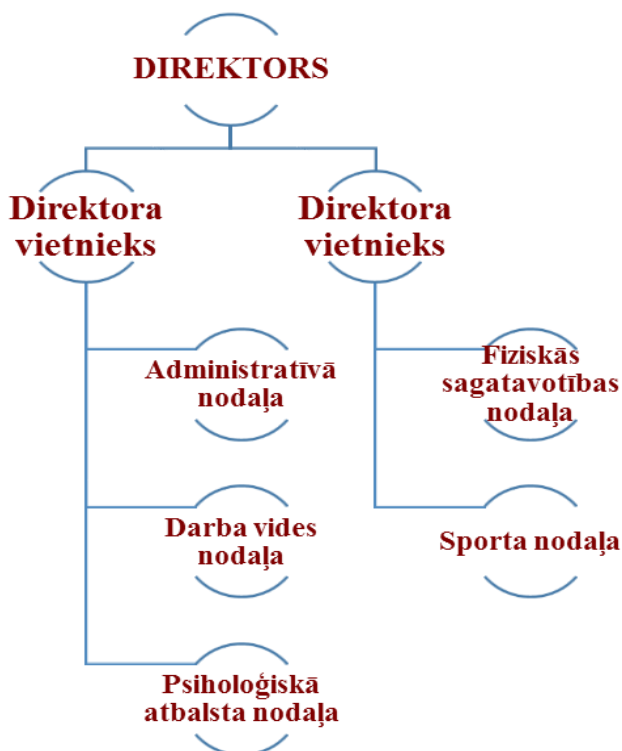 DIREKTORS
Direktora
vietnieks
Direktora
vietnieks
Administratīvā
nodaļa
Darba vides
nodaļa
Psiholoģiskā
atbalsta nodaļa
Fiziskās
sagatavotības
nodaļa
Sporta nodaļa